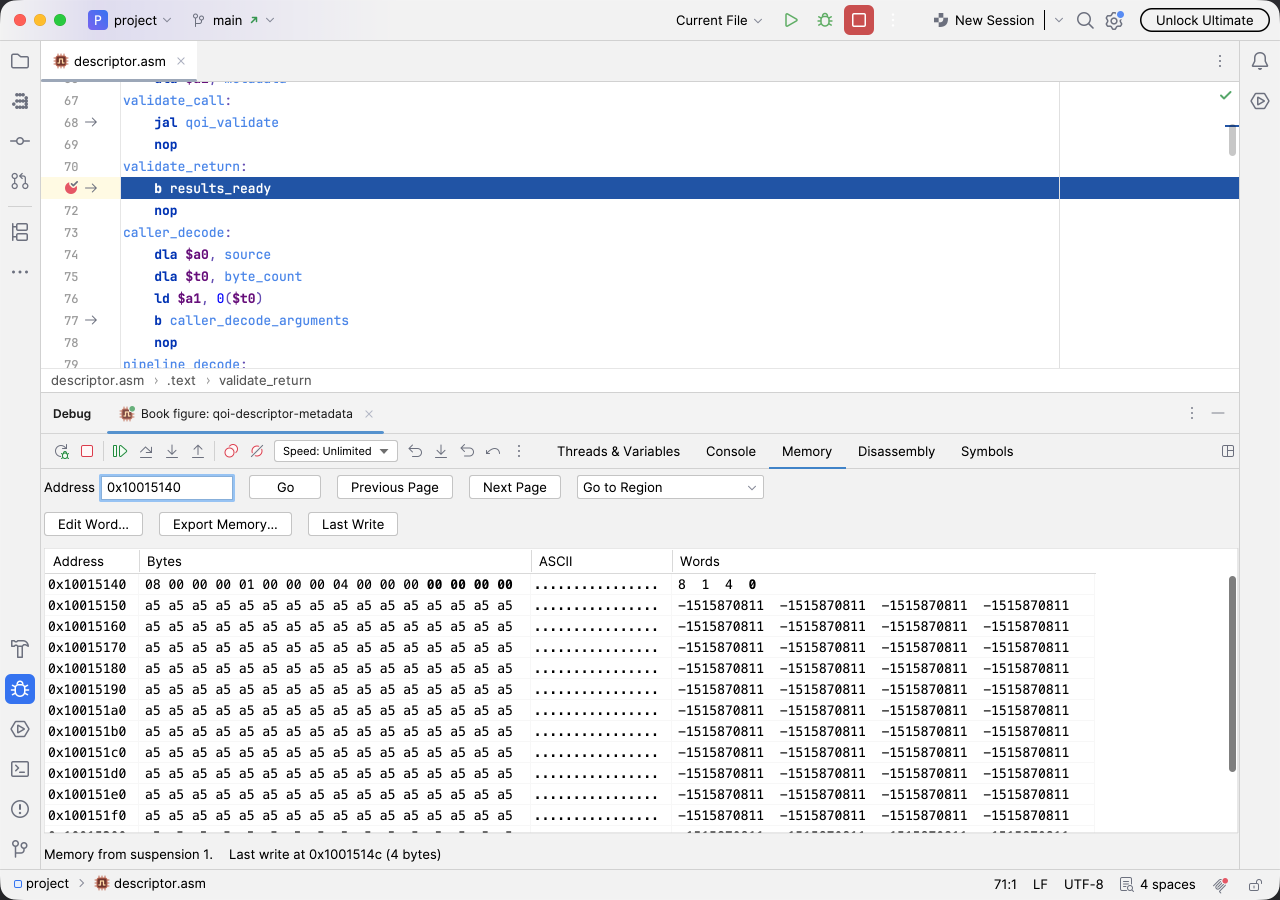 P project main Current File New Session Unlock Ultimate
descriptor.asm
67 validate_call:
68 jal qoi_validate
69 nop
70 validate_return:
b results_ready
72 nop
73 caller_decode:
74 dla $a0, source
75 dla $t0, byte_count
76 ld $a1, 0($t0)
77 b caller_decode_arguments
78 nop
79 pipeline_decode:
descriptor.asm › .text › validate_return
Debug Book figure: qoi-descriptor-metadata
Speed: Unlimited Threads & Variables Console Memory Disassembly Symbols
Address 0x10015140 Go Previous Page Next Page Go to Region
Edit Word... Export Memory... Last Write
Address Bytes ASCII Words
0x10015140 08 00 00 00 01 00 00 00 04 00 00 00 00 00 00 00 ................ 8 1 4 0
0x10015150 a5 a5 a5 a5 a5 a5 a5 a5 a5 a5 a5 a5 a5 a5 a5 a5 ................ -1515870811 -1515870811 -1515870811 -1515870811
0x10015160 a5 a5 a5 a5 a5 a5 a5 a5 a5 a5 a5 a5 a5 a5 a5 a5 ................ -1515870811 -1515870811 -1515870811 -1515870811
0x10015170 a5 a5 a5 a5 a5 a5 a5 a5 a5 a5 a5 a5 a5 a5 a5 a5 ................ -1515870811 -1515870811 -1515870811 -1515870811
0x10015180 a5 a5 a5 a5 a5 a5 a5 a5 a5 a5 a5 a5 a5 a5 a5 a5 ................ -1515870811 -1515870811 -1515870811 -1515870811
0x10015190 a5 a5 a5 a5 a5 a5 a5 a5 a5 a5 a5 a5 a5 a5 a5 a5 ................ -1515870811 -1515870811 -1515870811 -1515870811
0x100151a0 a5 a5 a5 a5 a5 a5 a5 a5 a5 a5 a5 a5 a5 a5 a5 a5 ................ -1515870811 -1515870811 -1515870811 -1515870811
0x100151b0 a5 a5 a5 a5 a5 a5 a5 a5 a5 a5 a5 a5 a5 a5 a5 a5 ................ -1515870811 -1515870811 -1515870811 -1515870811
0x100151c0 a5 a5 a5 a5 a5 a5 a5 a5 a5 a5 a5 a5 a5 a5 a5 a5 ................ -1515870811 -1515870811 -1515870811 -1515870811
0x100151d0 a5 a5 a5 a5 a5 a5 a5 a5 a5 a5 a5 a5 a5 a5 a5 a5 ................ -1515870811 -1515870811 -1515870811 -1515870811
0x100151e0 a5 a5 a5 a5 a5 a5 a5 a5 a5 a5 a5 a5 a5 a5 a5 a5 ................ -1515870811 -1515870811 -1515870811 -1515870811
0x100151f0 a5 a5 a5 a5 a5 a5 a5 a5 a5 a5 a5 a5 a5 a5 a5 a5 ................ -1515870811 -1515870811 -1515870811 -1515870811
Memory from suspension 1. Last write at 0x1001514c (4 bytes)
project › descriptor.asm 71:1 LF UTF-8 4 spaces